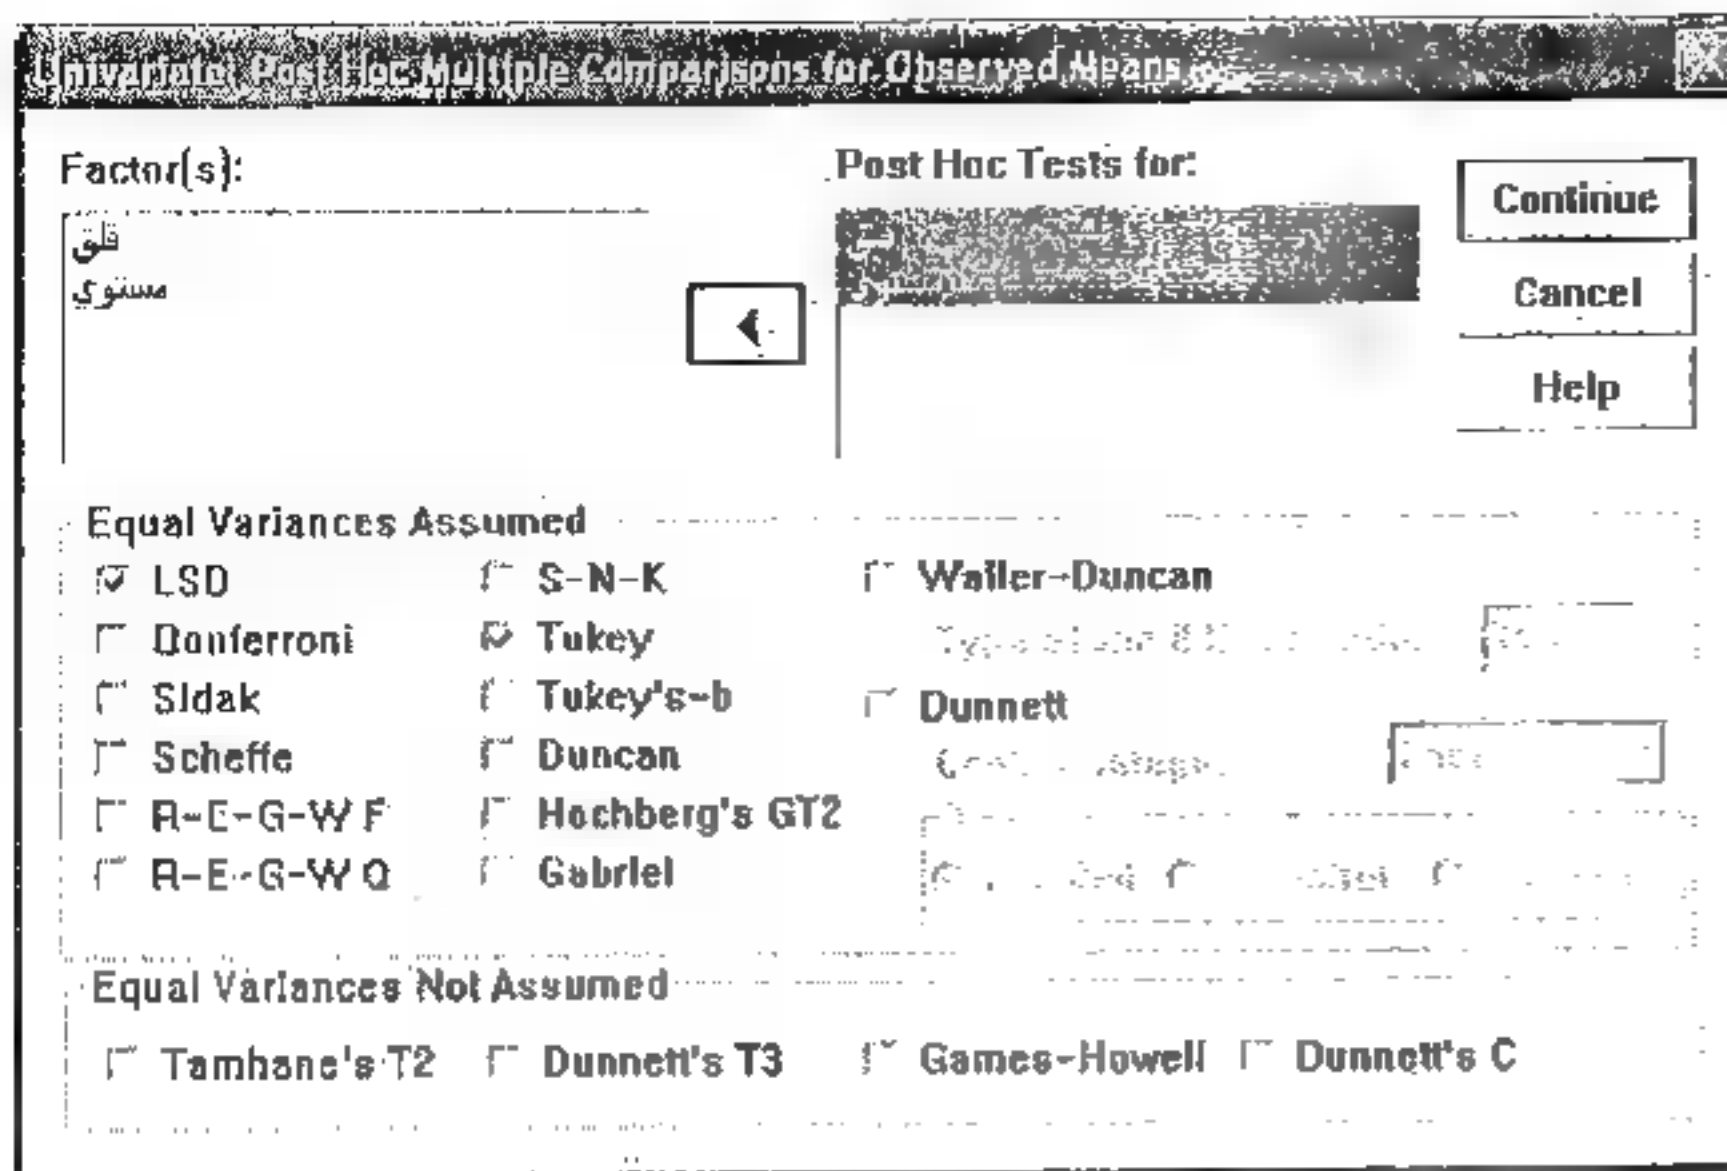 Univariate: Post Hoc Multiple Comparisons for Observed Means
Factor(s):
قلق
مستوي
Post Hoc Tests for:
Continue
Cancel
Help
Equal Variances Assumed
LSD
S-N-K
Waller-Duncan
Bonferroni
Tukey
Sidak
Tukey's-b
Dunnett
Scheffe
Duncan
R-E-G-W F
Hochberg's GT2
R-E-G-W Q
Gabriel
Equal Variances Not Assumed
Tamhane's T2
Dunnett's T3
Games-Howell
Dunnett's C